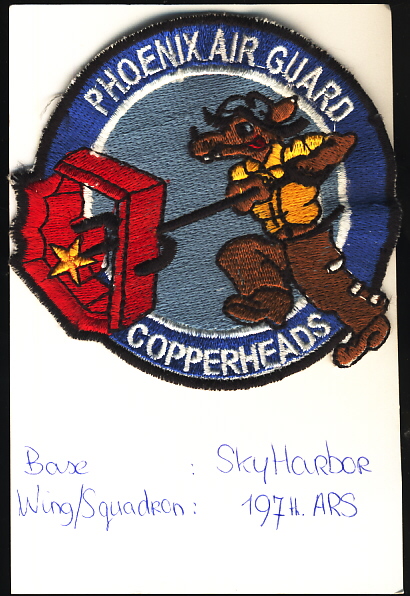 PHOENIX AIR GUARD
COPPERHEADS
Base : SkyHarbor
Wing/Squadron : 197th. ARS